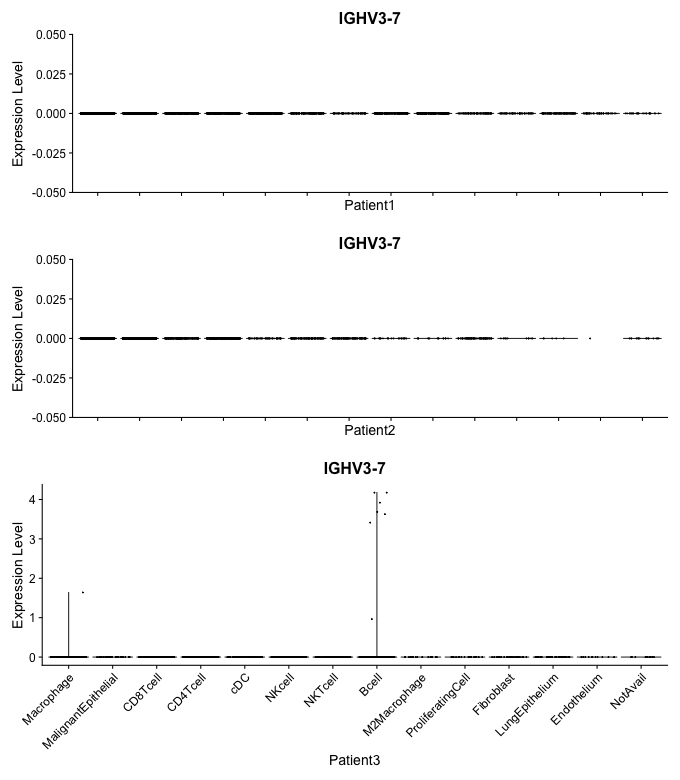 IGHV3-7
Expression Level
0.050
0.025
0.000
-0.025
-0.050
Patient1
IGHV3-7
Expression Level
0.050
0.025
0.000
-0.025
-0.050
Patient2
IGHV3-7
Expression Level
4
3
2
1
0
Macrophage
MalignantEpithelial
CD8Tcell
CD4Tcell
cDC
NKcell
NKTcell
Bcell
M2Macrophage
ProliferatingCell
Fibroblast
LungEpithelium
Endothelium
NotAvail
Patient3